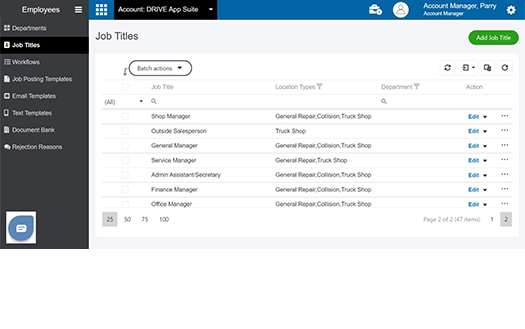 Employees
Account: DRIVE App Suite
Account Manager, Parry
Account Manager
Departments
Job Titles
Workflows
Job Posting Templates
Email Templates
Text Templates
Document Bank
Rejection Reasons
Job Titles
Add Job Title
Batch actions
Job Title Location Types Department Action
(All)
Shop Manager General Repair,Collision,Truck Shop Edit
Outside Salesperson Truck Shop Edit
General Manager General Repair,Collision,Truck Shop Edit
Service Manager General Repair,Truck Shop Edit
Admin Assistant/Secretary General Repair,Collision,Truck Shop Edit
Finance Manager General Repair,Collision,Truck Shop Edit
Office Manager General Repair,Collision,Truck Shop Edit
25 50 75 100 Page 2 of 2 (47 items) 1 2